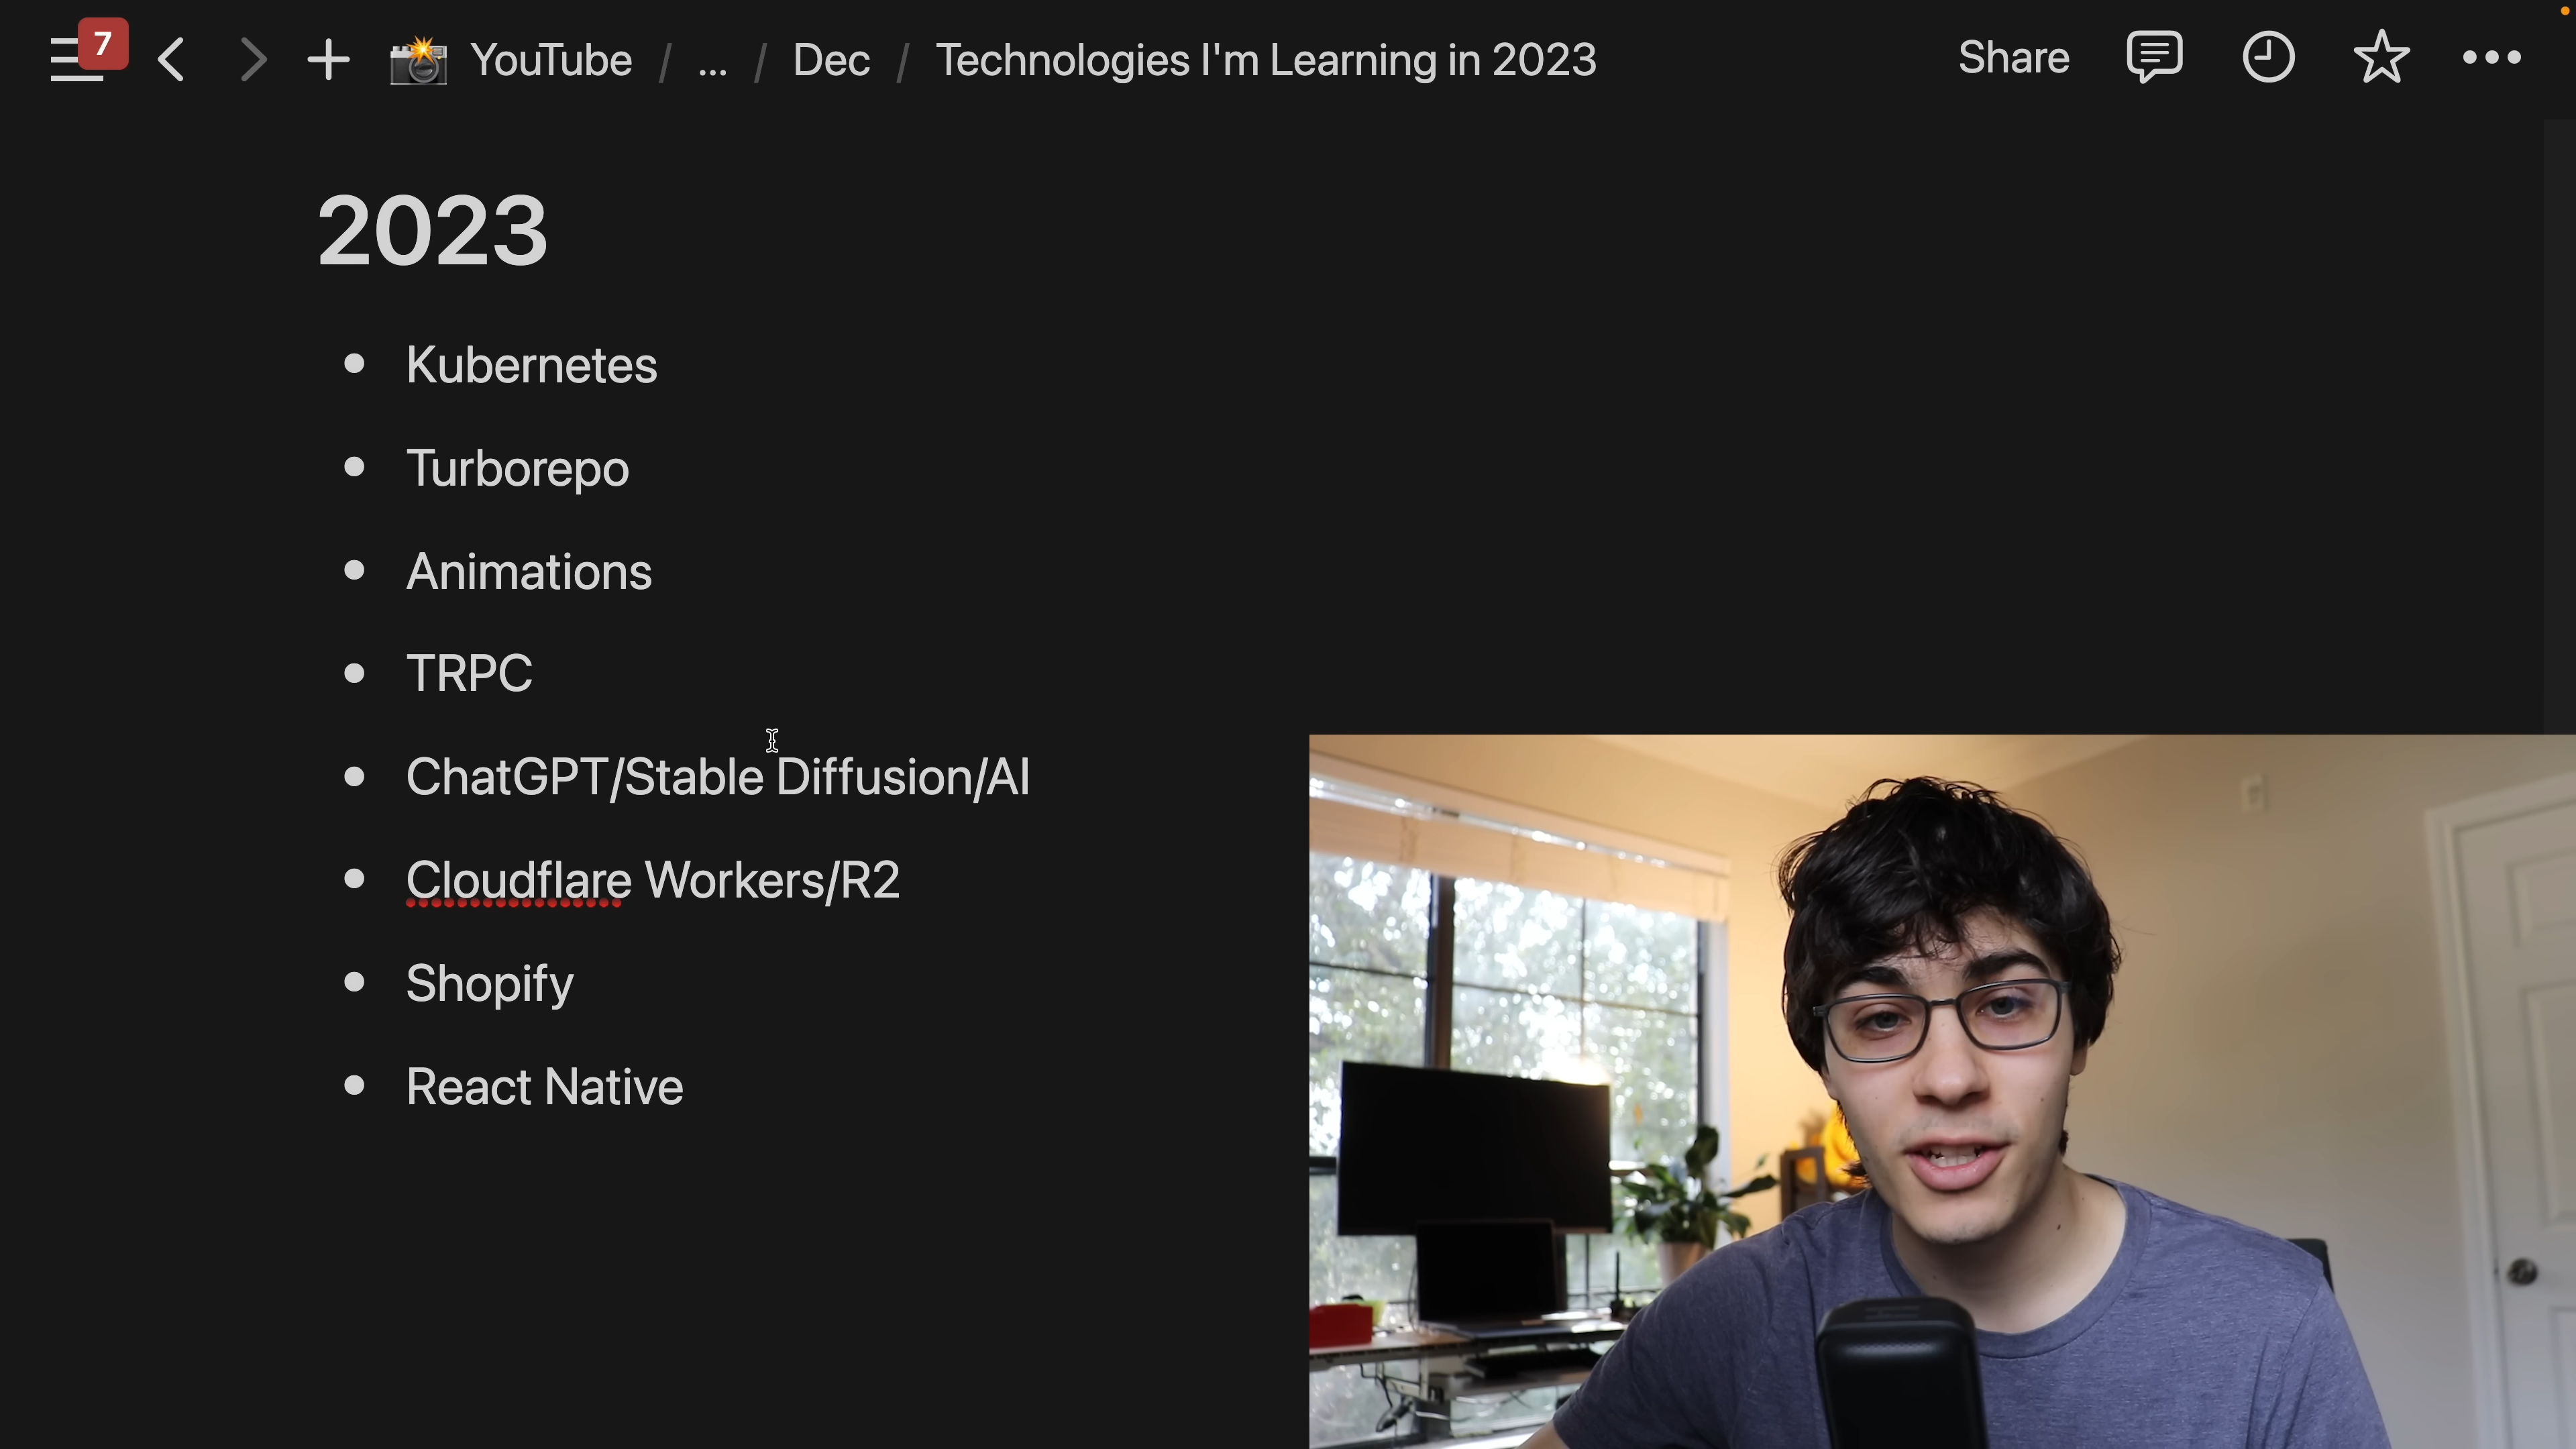 7
YouTube / ... / Dec / Technologies I'm Learning in 2023
Share
2023
• Kubernetes
• Turborepo
• Animations
• TRPC
• ChatGPT/Stable Diffusion/AI
• Cloudflare Workers/R2
• Shopify
• React Native